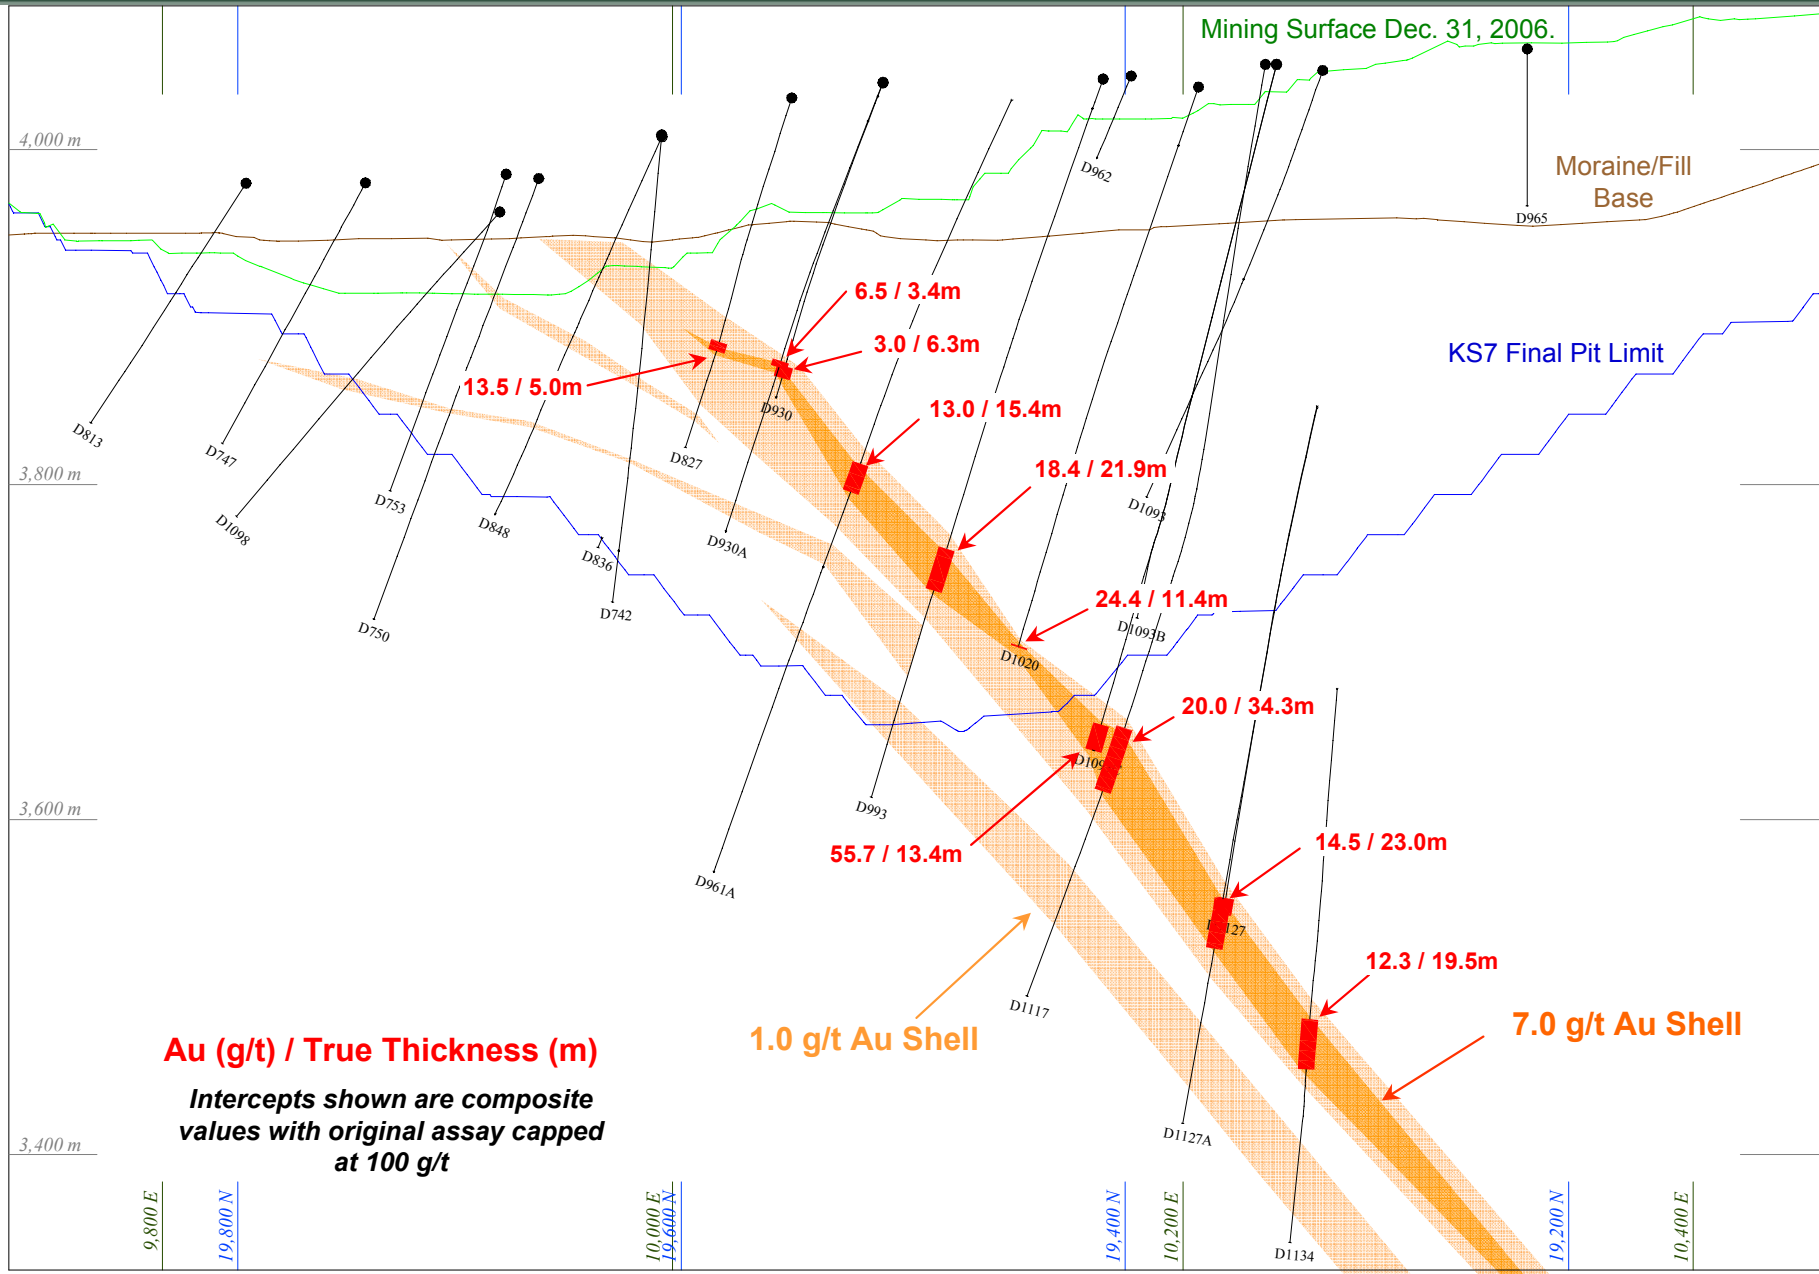 Mining Surface Dec. 31, 2006.
4,000 m
D962
Moraine/Fill
Base
D965
6.5 / 3.4m
3.0 / 6.3m
KS7 Final Pit Limit
13.5 / 5.0m
D930
13.0 / 15.4m
D813
D747
D827
18.4 / 21.9m
3,800 m
D753
D1098
D848
D1093
D930A
D836
24.4 / 11.4m
D742
D750
D1093B
D1020
20.0 / 34.3m
3,600 m
D993
55.7 / 13.4m
14.5 / 23.0m
D961A
12.3 / 19.5m
D1117
1.0 g/t Au Shell
7.0 g/t Au Shell
Au (g/t) / True Thickness (m)
Intercepts shown are composite
values with original assay capped
at 100 g/t
D1127A
3,400 m
D1134
9,800 E
19,800 N
10,000 E
19,600 N
19,400 N
10,200 E
19,200 N
10,400 E